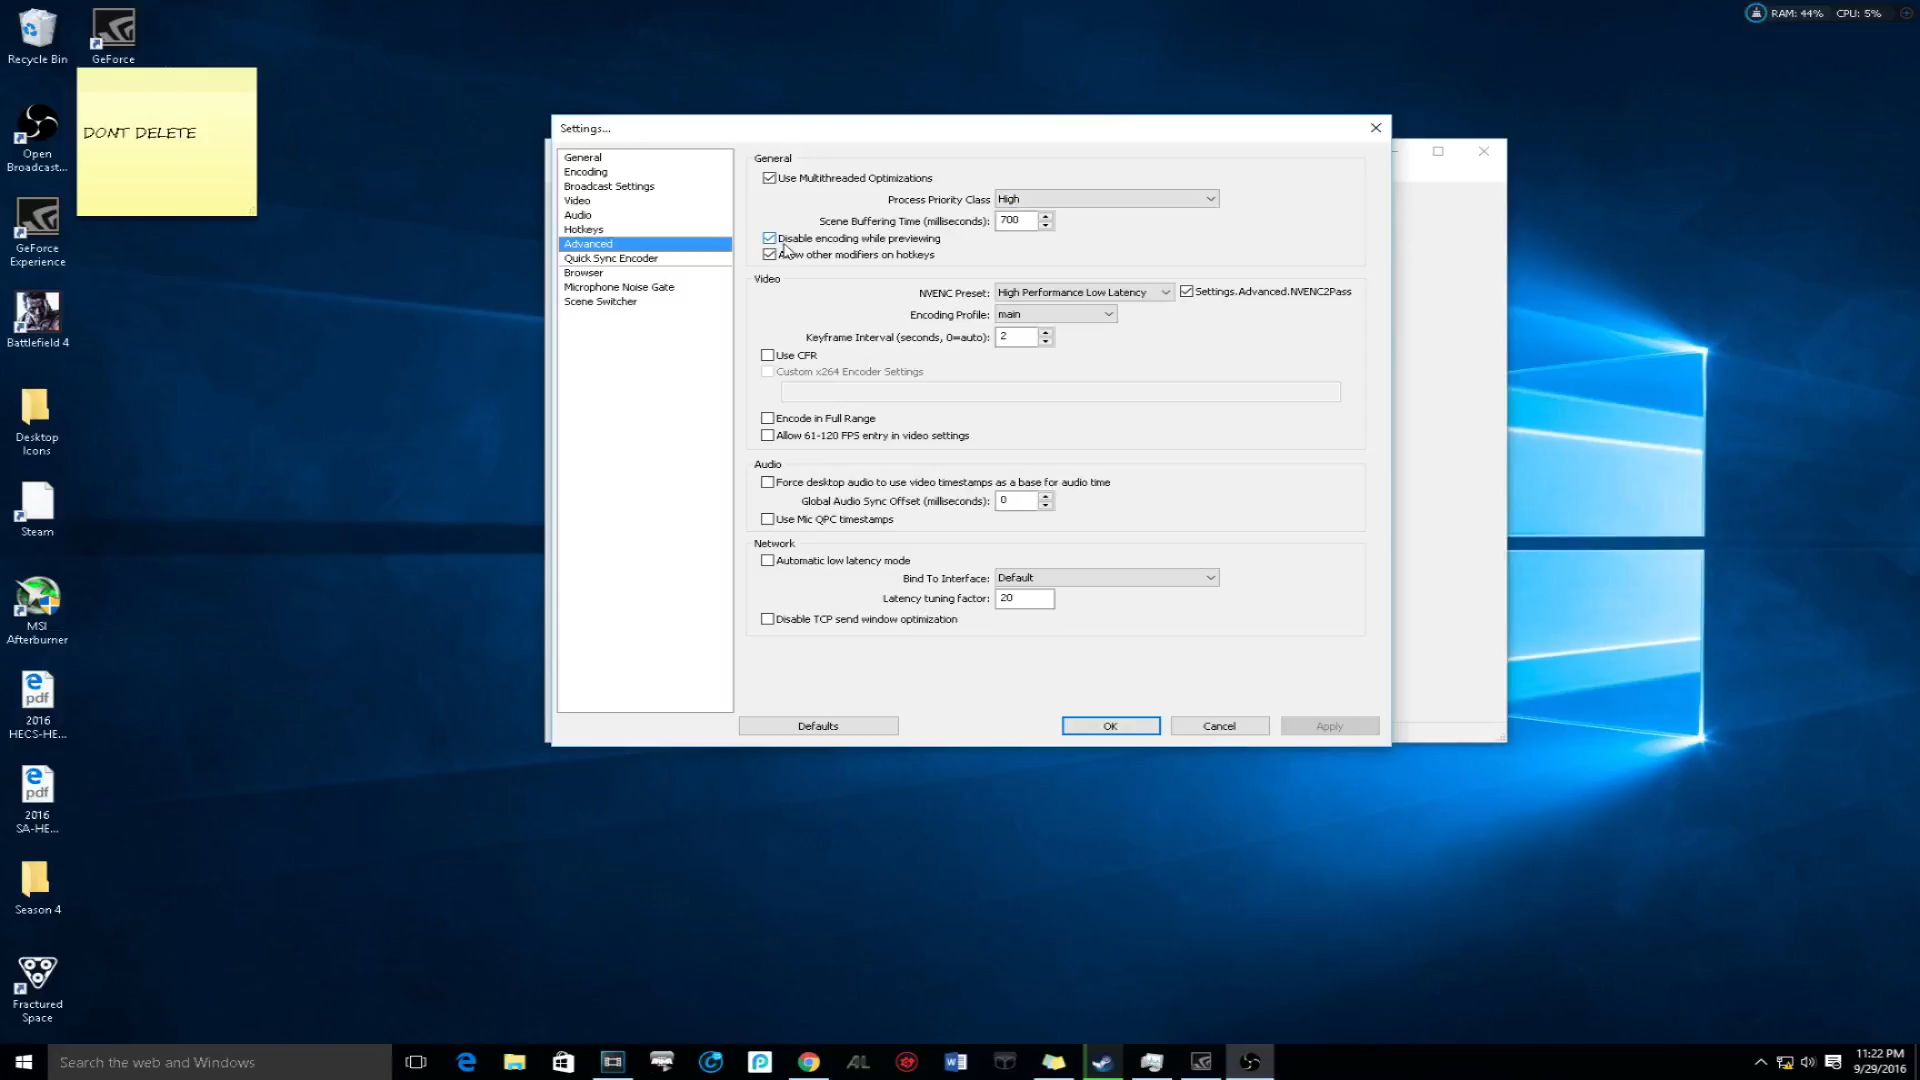 Recycle Bin
GeForce
RAM: 44% CPU: 5%
DONT DELETE
Open
Broadcast...
GeForce
Experience
Battlefield 4
Desktop
Icons
Steam
MSI
Afterburner
pdf
2016
HECS-HE...
pdf
2016
SA-HE...
Season 4
Fractured
Space
Settings...
General
Encoding
Broadcast Settings
Video
Audio
Hotkeys
Advanced
Quick Sync Encoder
Browser
Microphone Noise Gate
Scene Switcher
General
Use Multithreaded Optimizations
Process Priority Class High
Scene Buffering Time (milliseconds): 700
Disable encoding while previewing
Allow other modifiers on hotkeys
Video
NVENC Preset: High Performance Low Latency Settings.Advanced.NVENC2Pass
Encoding Profile: main
Keyframe Interval (seconds, 0=auto): 2
Use CFR
Custom x264 Encoder Settings
Encode in Full Range
Allow 61-120 FPS entry in video settings
Audio
Force desktop audio to use video timestamps as a base for audio time
Global Audio Sync Offset (milliseconds): 0
Use Mic QPC timestamps
Network
Automatic low latency mode
Bind To Interface: Default
Latency tuning factor: 20
Disable TCP send window optimization
Defaults
OK
Cancel
Apply
Search the web and Windows
AL
11:22 PM
9/29/2016